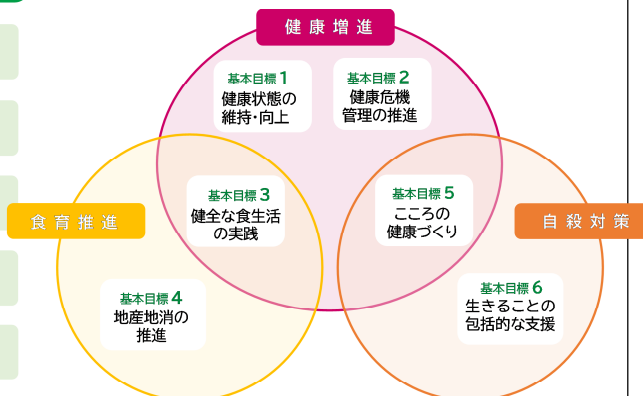 健康増進
基本目標1
健康状態の
維持・向上
基本目標2
健康危機
管理の推進
基本目標3
健全な食生活
の実践
基本目標5
こころの
健康づくり
食育推進
自殺対策
基本目標4
地産地消の
推進
基本目標6
生きることの
包括的な支援